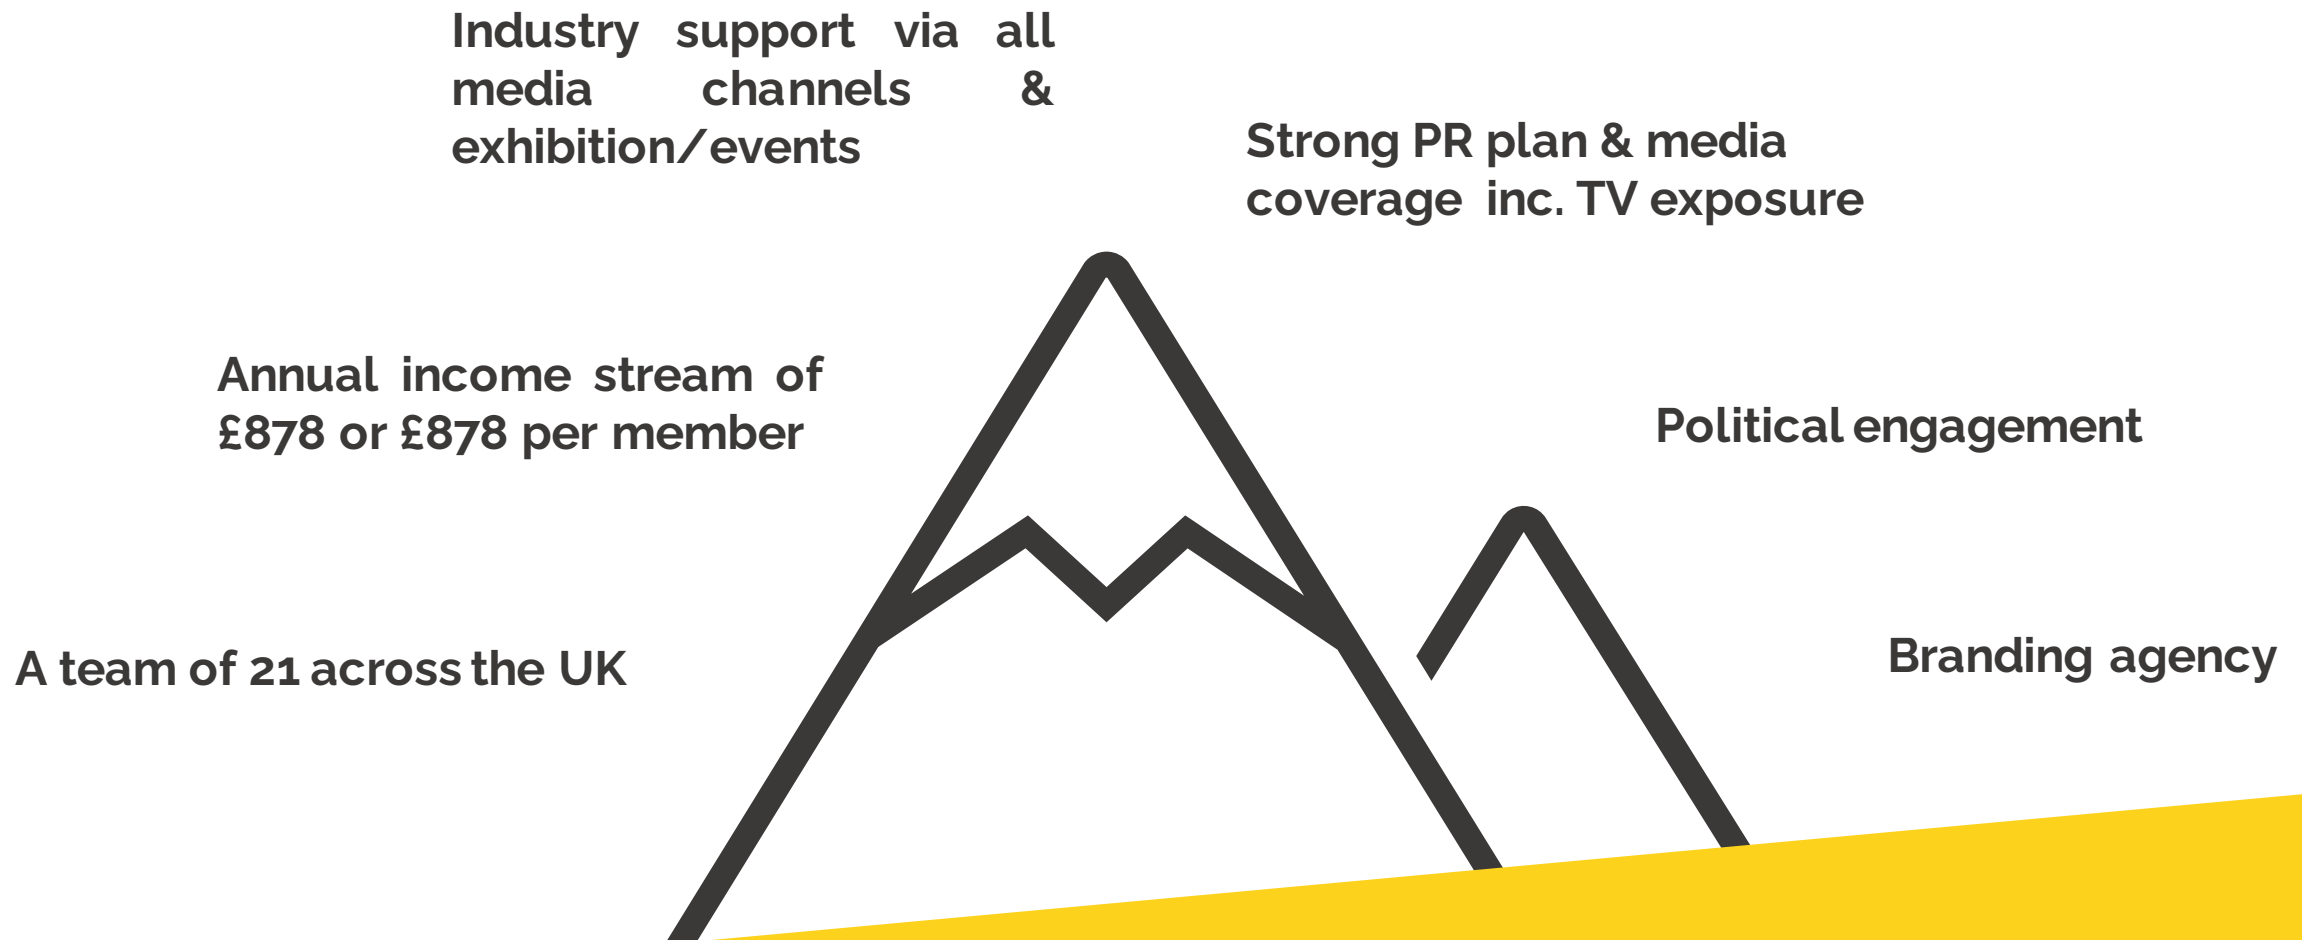 Industry support via all
media channels &
exhibition/events
Strong PR plan & media
coverage inc. TV exposure
Annual income stream of
£878 or £878 per member
Political engagement
A team of 21 across the UK
Branding agency